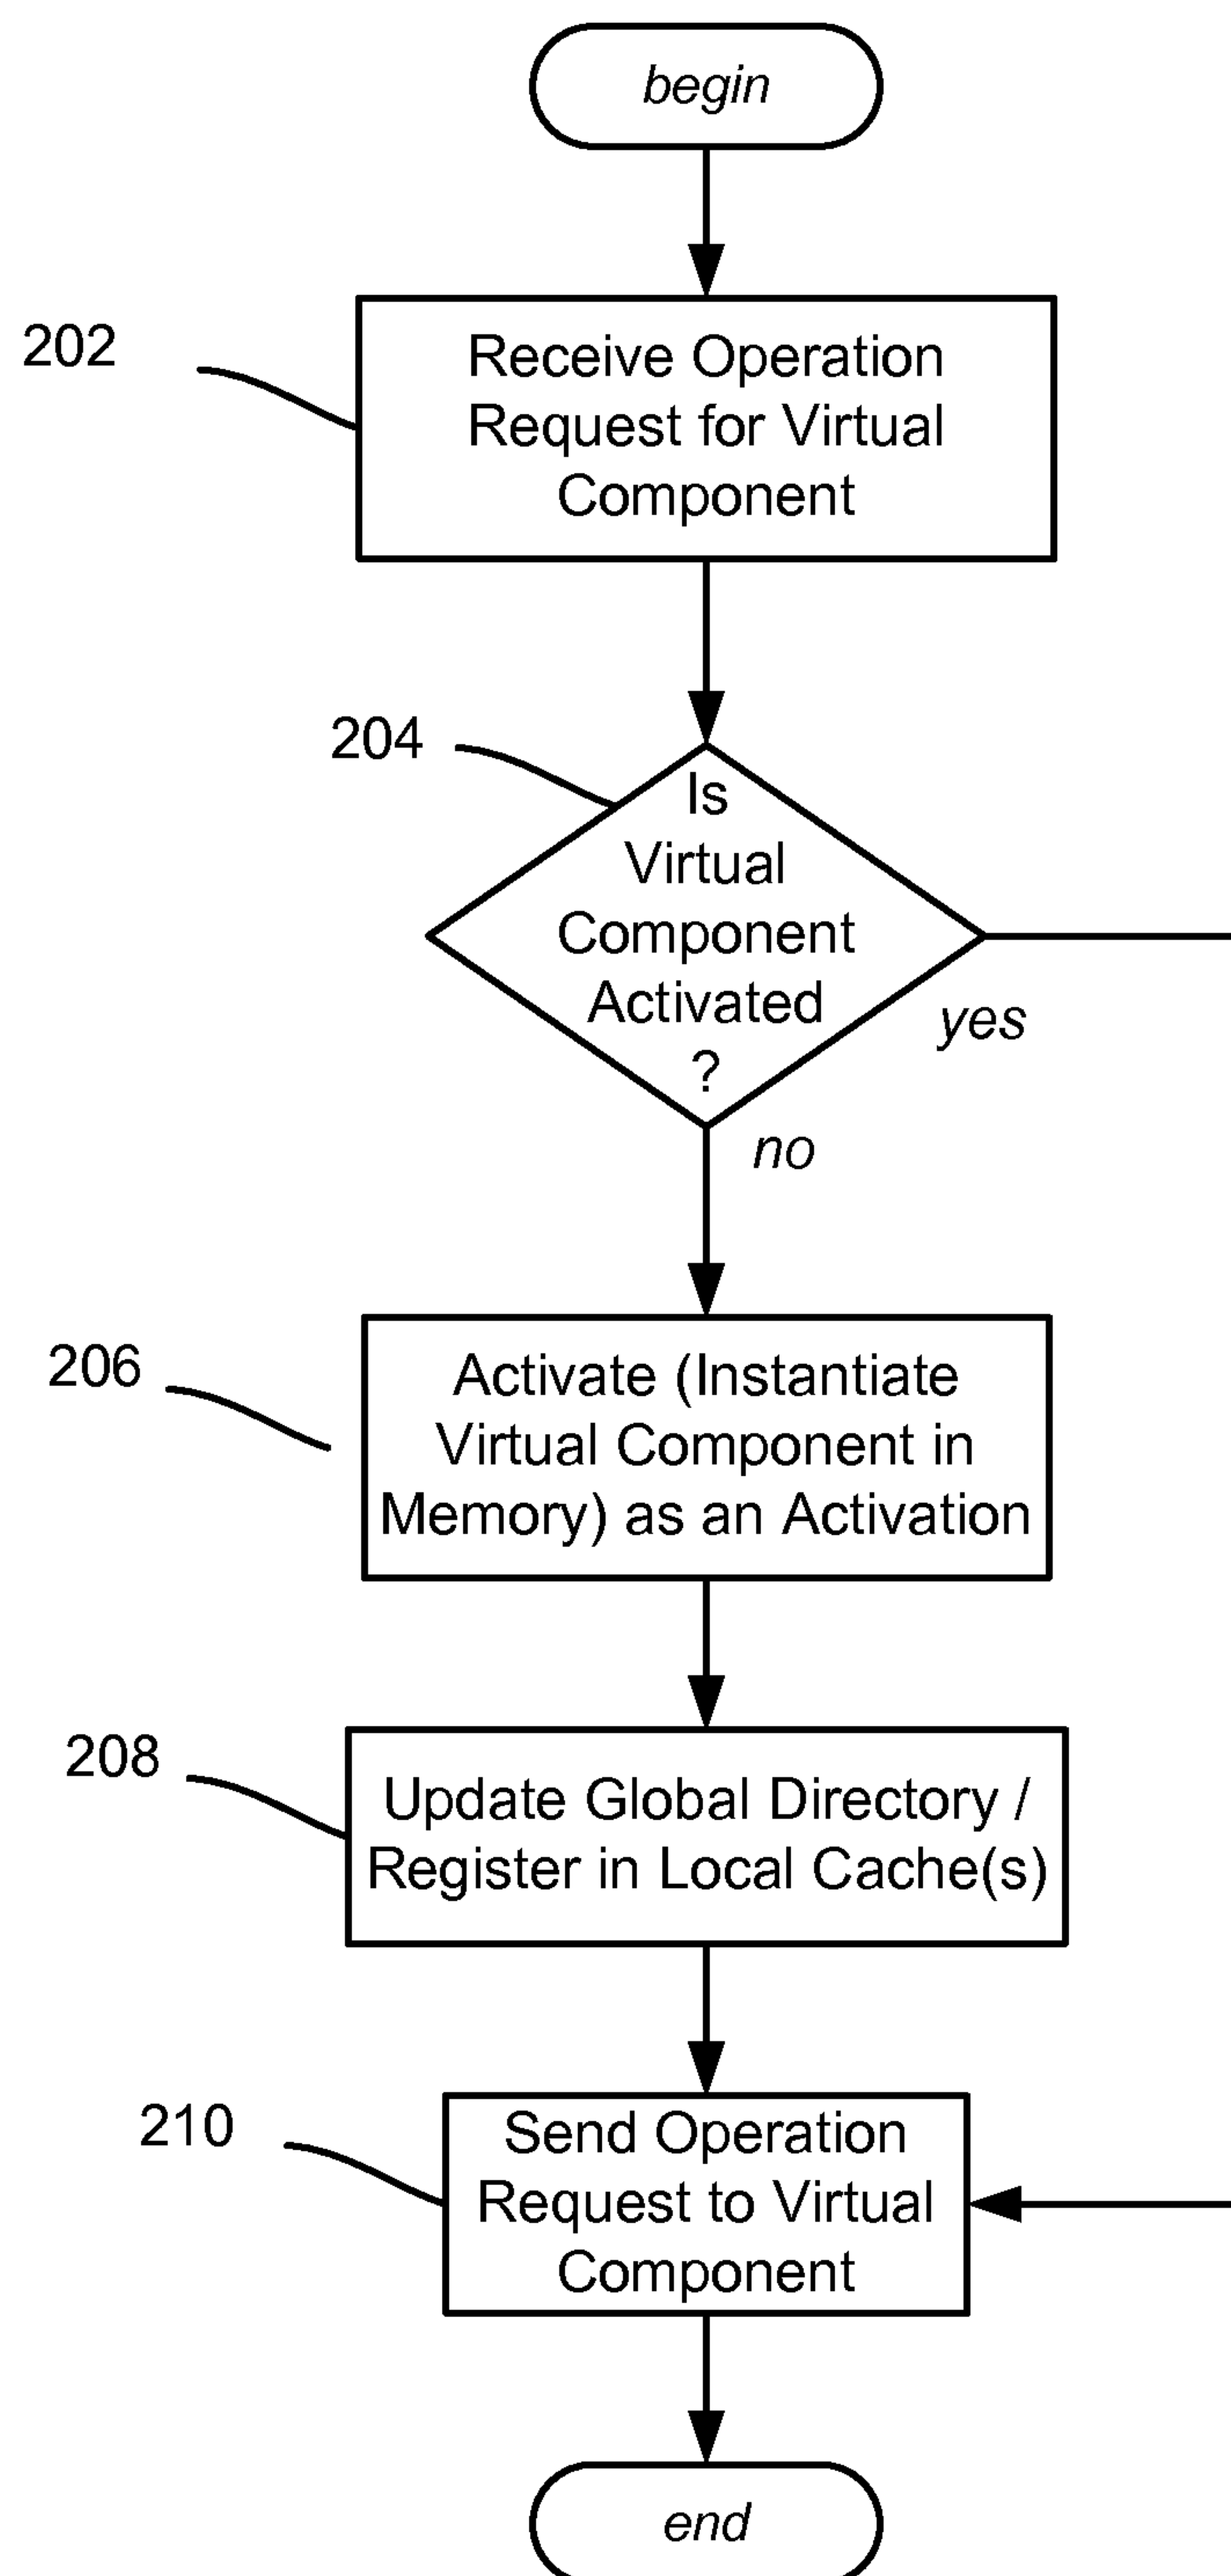 begin
202
Receive Operation
Request for Virtual
Component
204
Is
Virtual
Component
Activated
?
yes
no
206
Activate (Instantiate
Virtual Component in
Memory) as an Activation
208
Update Global Directory /
Register in Local Cache(s)
210
Send Operation
Request to Virtual
Component
end